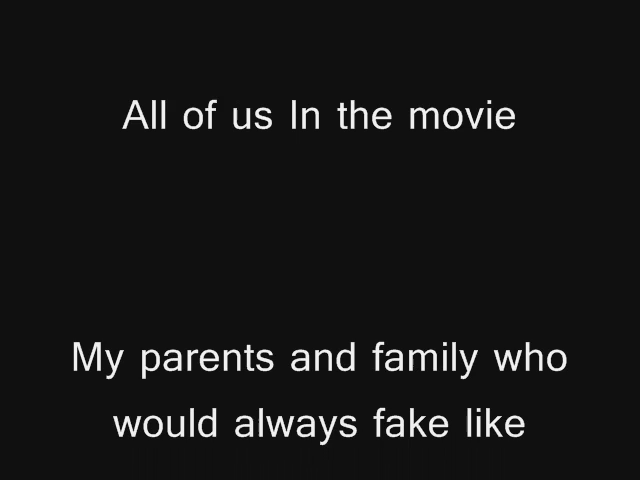 All of us In the movie
My parents and family who
would always fake like